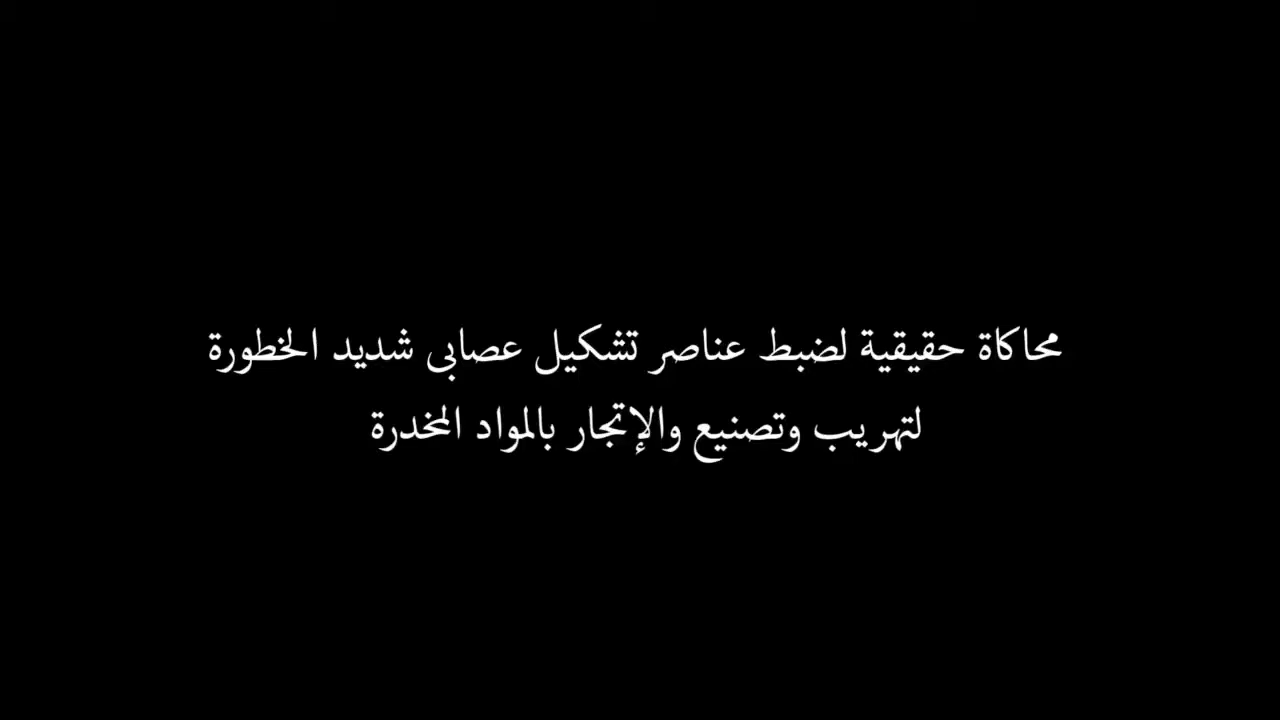 محاكاة حقيقية لضبط عناصر تشكيل عصابى شديد الخطورة
لتهريب وتصنيع والإتجار بالمواد المخدرة